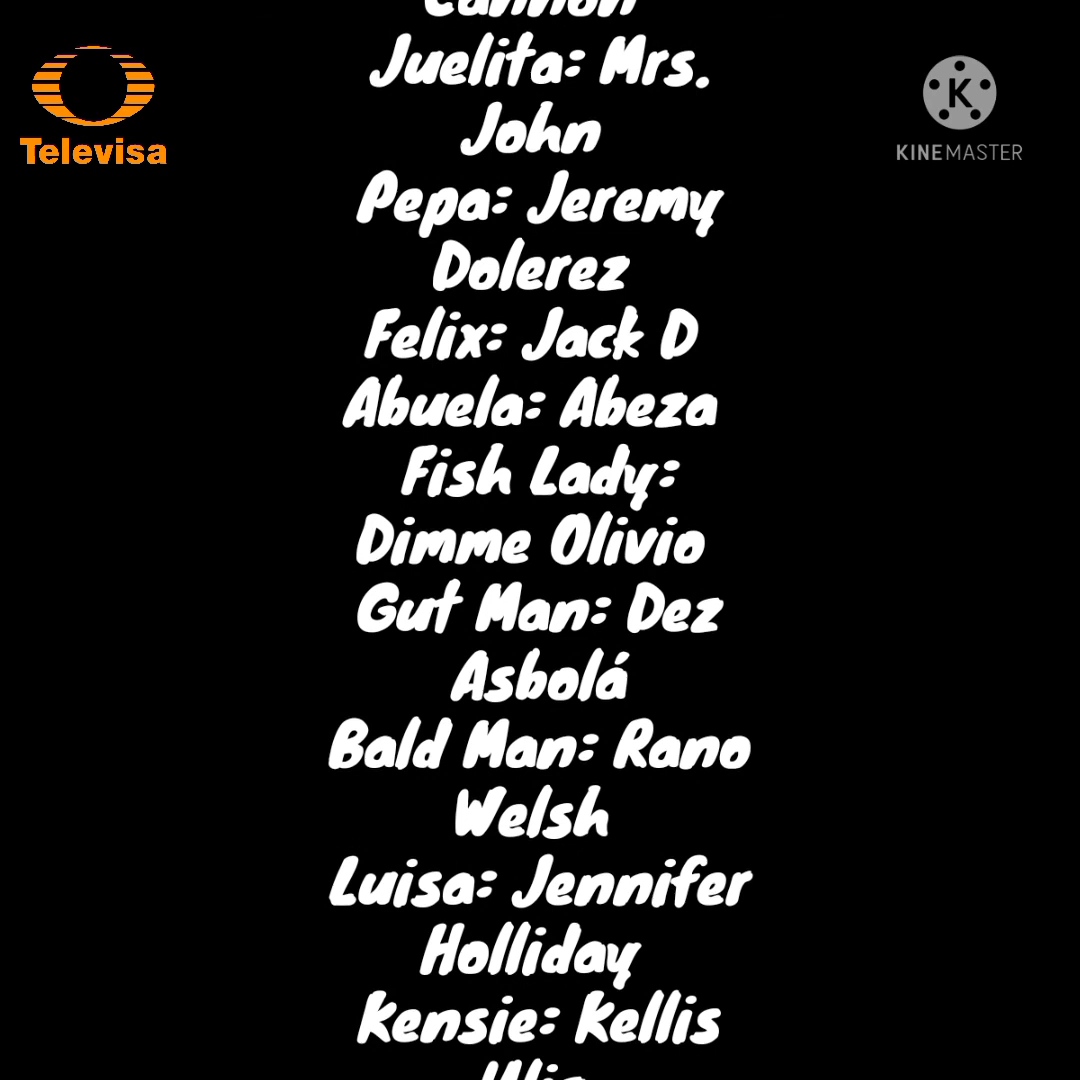 Cannon
Juelita: Mrs.
John
Pepa: Jeremy
Dolerez
Felix: Jack D
Abuela: Abeza
Fish Lady:
Dimme Olivio
Gut Man: Dez
Asbolá
Bald Man: Rano
Welsh
Luisa: Jennifer
Holliday
Kensie: Kellis
Televisa
KINEMASTER